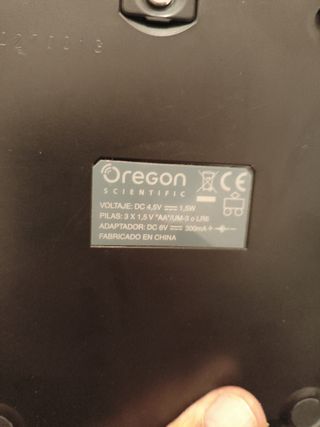 Oregon
SCIENTIFIC
CE
VOLTAJE: DC 4,5V 1,5W
PILAS: 3 X 1,5 V "AA"/UM-3 o LR6
ADAPTADOR: DC 6V 300mA
FABRICADO EN CHINA